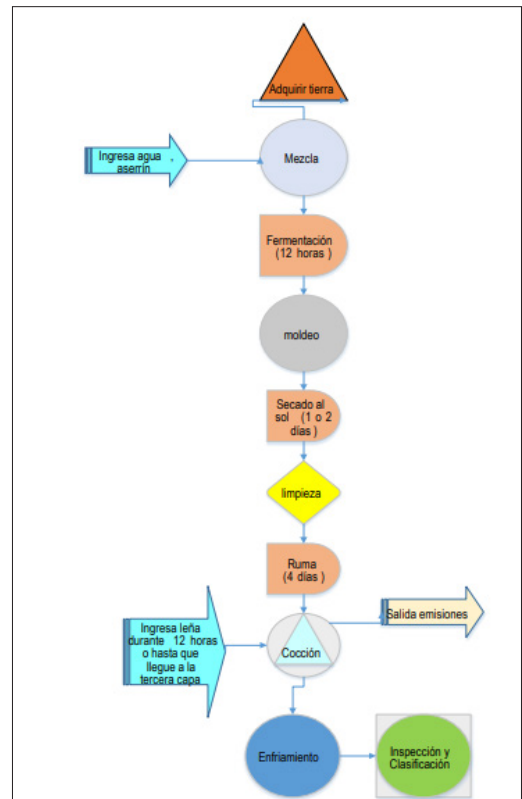 Adquirir tierra
Ingresa agua
aserrín
Mezcla
Fermentación
(12 horas )
moldeo
Secado al
sol (1 o 2
días )
limpieza
Ruma
(4 días )
Ingresa leña
durante 12 horas
o hasta que
llegue a la
tercera capa
Salida emisiones
Cocción
Enfriamiento
Inspección y
Clasificación